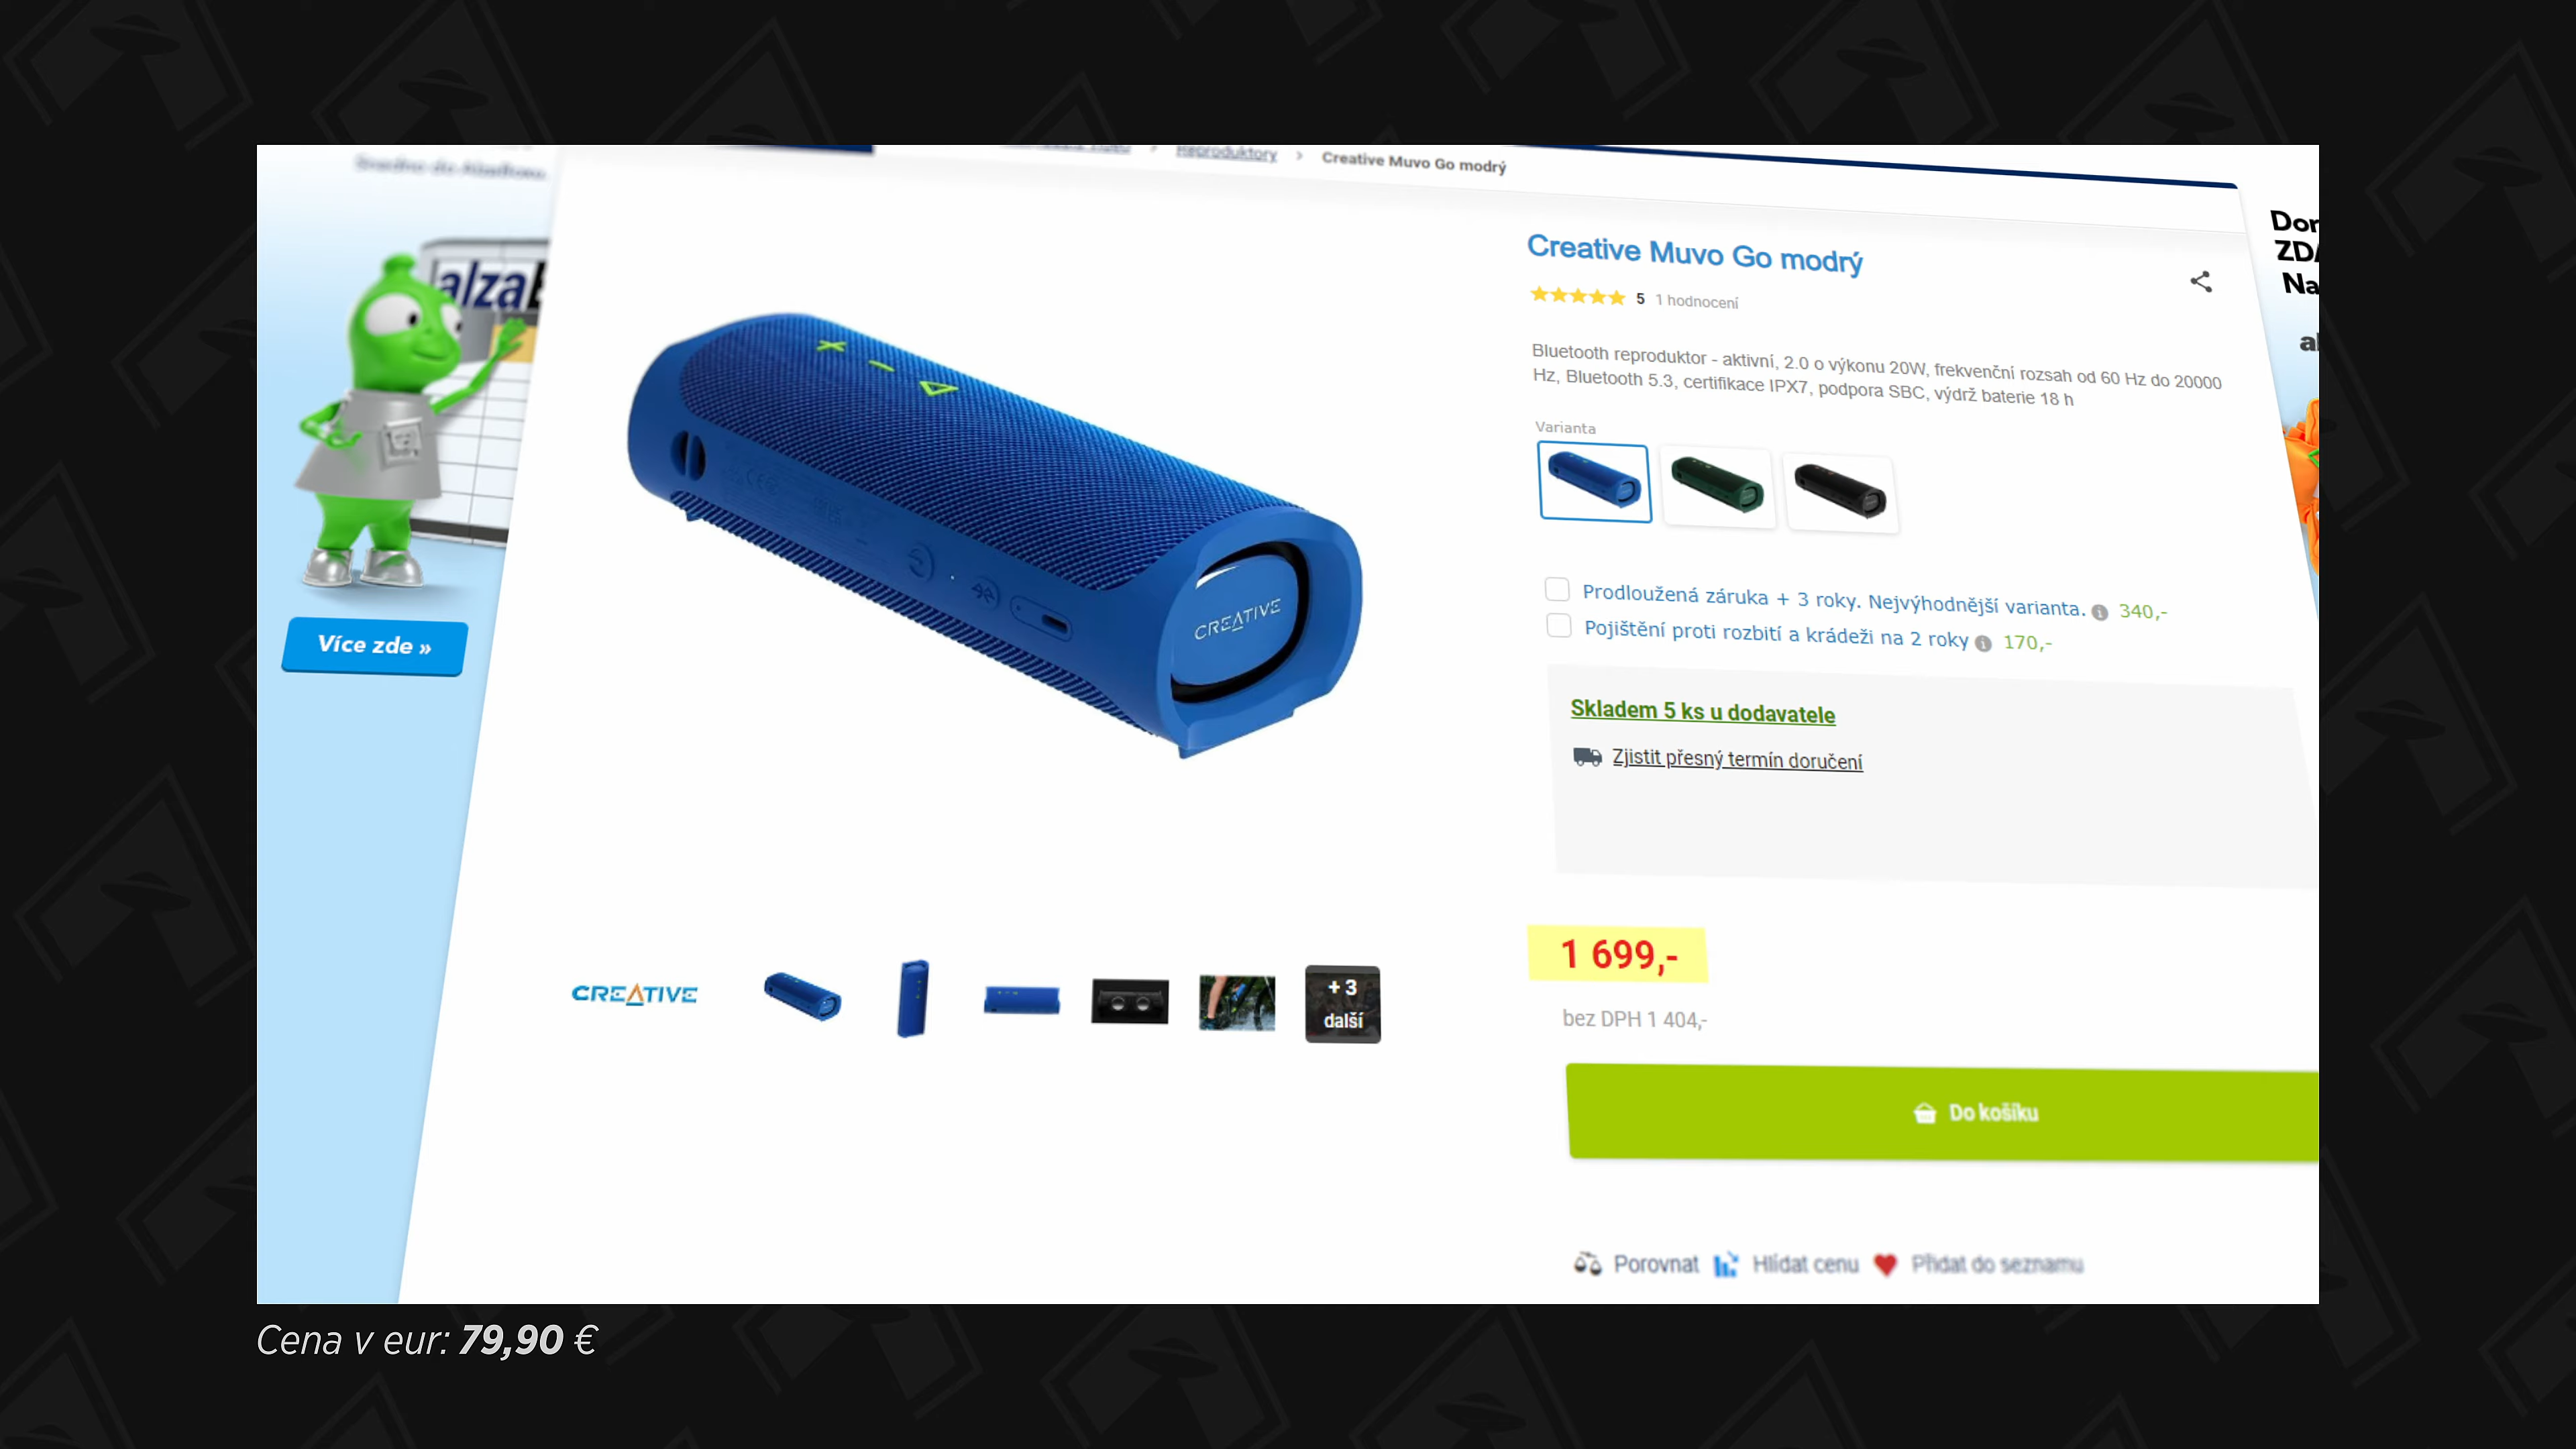 Snadno do AlzaBoxu.
Reproduktory › Creative Muvo Go modrý
alza
Více zde »
CREATIVE
Creative Muvo Go modrý
5 1 hodnocení
Bluetooth reproduktor - aktivní, 2.0 o výkonu 20W, frekvenční rozsah od 60 Hz do 20000
Hz, Bluetooth 5.3, certifikace IPX7, podpora SBC, výdrž baterie 18 h
Varianta
Prodloužená záruka + 3 roky. Nejvýhodnější varianta. 340,-
Pojištění proti rozbití a krádeži na 2 roky 170,-
Skladem 5 ks u dodavatele
Zjistit přesný termín doručení
1 699,-
bez DPH 1 404,-
Do košíku
Porovnat Hlídat cenu Přidat do seznamu
CREATIVE
+ 3
další
Cena v eur: 79,90 €